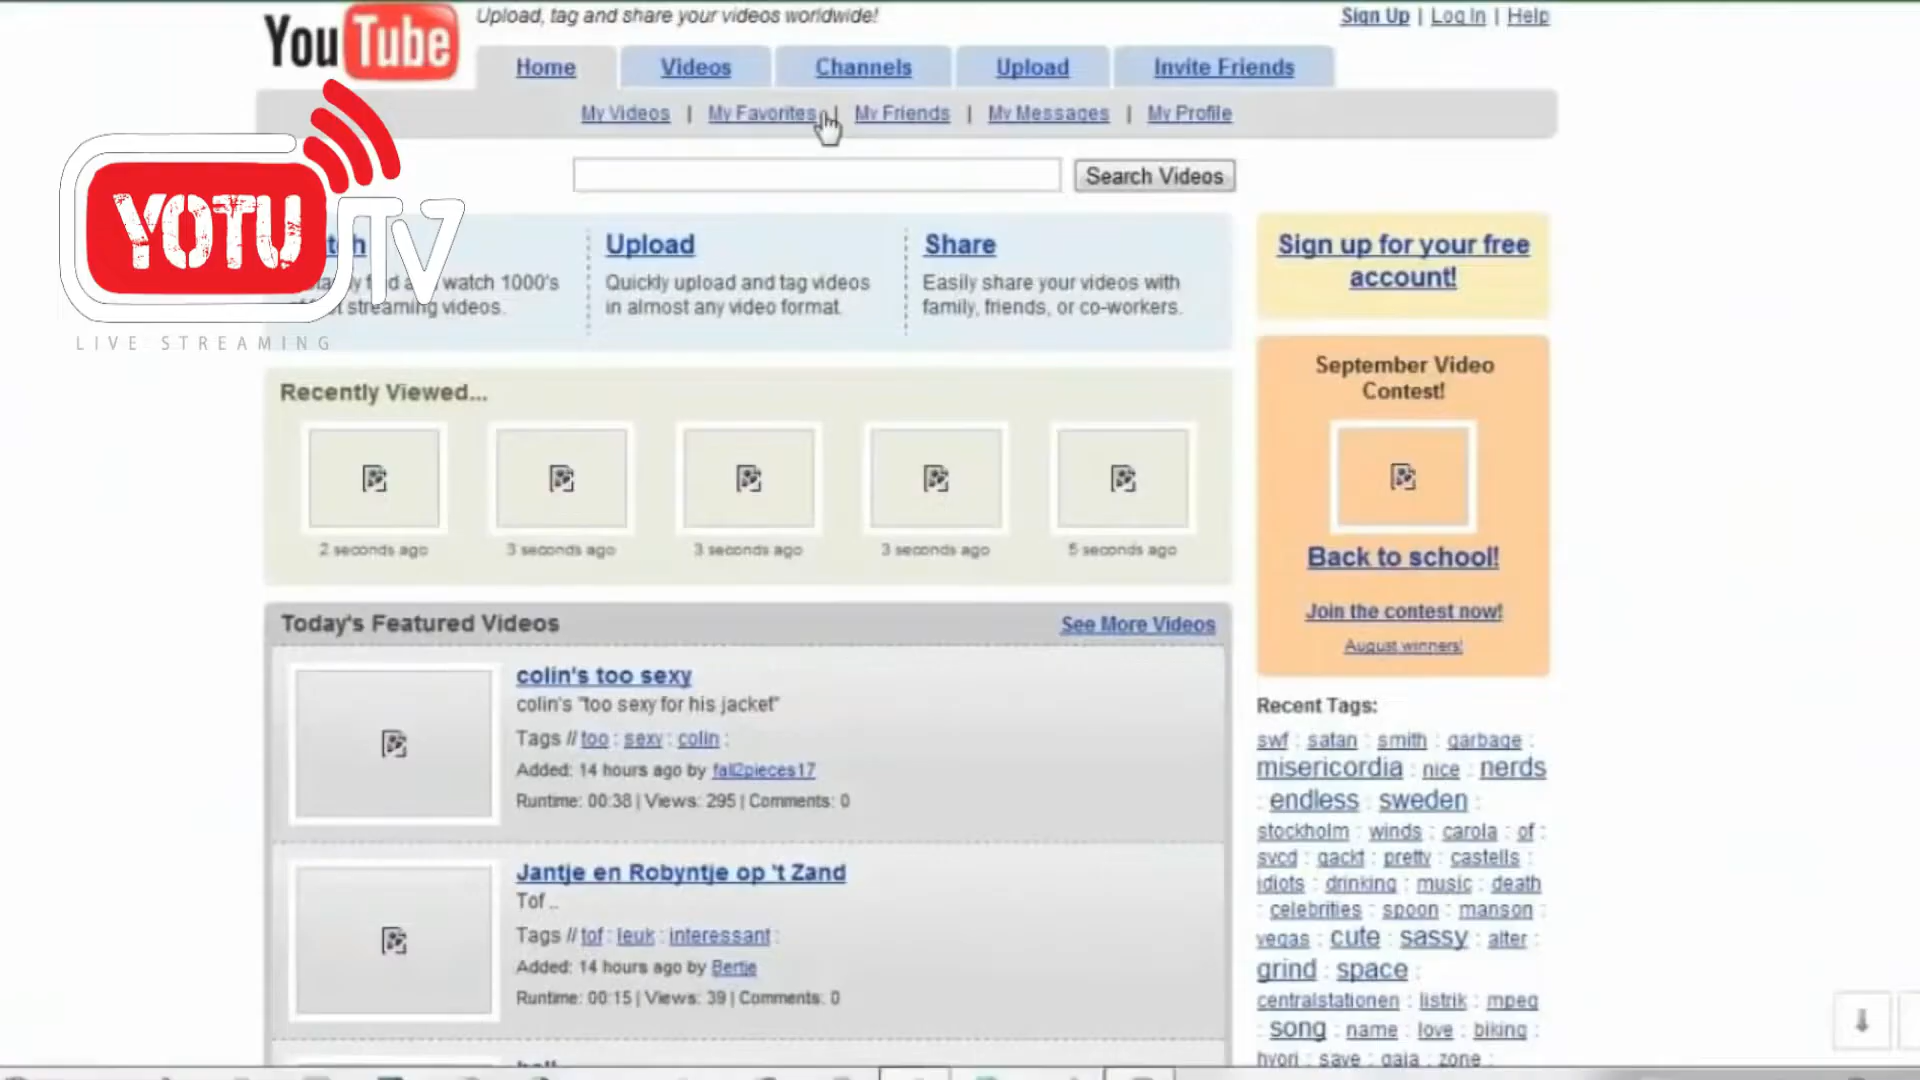 YouTube
Upload, tag and share your videos worldwide!
Sign Up | Log In | Help
Home Videos Channels Upload Invite Friends
My Videos | My Favorites | My Friends | My Messages | My Profile
Search Videos
YOTU TV
LIVE STREAMING
Upload
Quickly upload and tag videos
in almost any video format.
Share
Easily share your videos with
family, friends, or co-workers.
watch 1000's
streaming videos.
Sign up for your free
account!
Recently Viewed...
2 seconds ago
3 seconds ago
3 seconds ago
3 seconds ago
5 seconds ago
September Video
Contest!
Back to school!
Join the contest now!
August winners!
Today's Featured Videos
See More Videos
colin's too sexy
colin's "too sexy for his jacket"
Tags // too : sexy : colin :
Added: 14 hours ago by fall2pieces17
Runtime: 00:38 | Views: 295 | Comments: 0
Jantje en Robyntje op 't Zand
Tof ..
Tags // tof : leuk : interessant :
Added: 14 hours ago by Bertje
Runtime: 00:15 | Views: 39 | Comments: 0
Recent Tags:
swf : satan : smith : garbage :
misericordia : nice : nerds
: endless : sweden :
stockholm : winds : carola : of :
svcd : gackt : pretty : castells :
idiots : drinking : music : death
: celebrities : spoon : manson :
vegas : cute : sassy : alter :
grind : space :
centralstationen : listrik : mpeg
: song : name : love : biking :
hyori : save : gaia : zone :